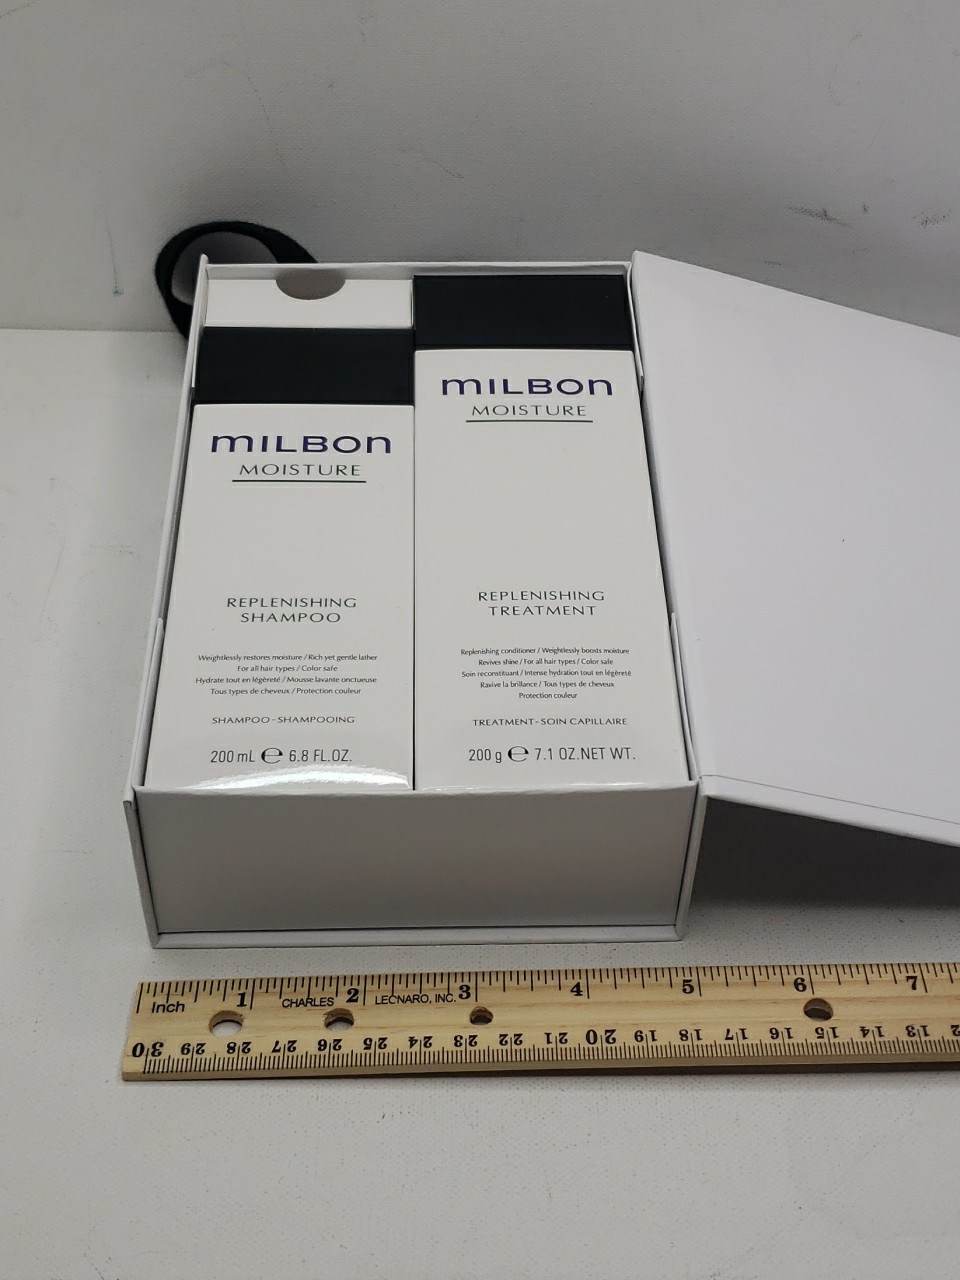 MILBON
MOISTURE
REPLENISHING
SHAMPOO
Weightlessly restores moisture / Rich yet gentle lather
For all hair types / Color safe
Hydrate tout en légèreté / Mousse lavante onctueuse
Tous types de cheveux / Protection couleur
SHAMPOO-SHAMPOOING
200 mL ℮ 6.8 FL.OZ.
MILBON
MOISTURE
REPLENISHING
TREATMENT
Replenishing conditioner / Weightlessly boosts moisture
Revives shine / For all hair types / Color safe
Soin reconstituant / Intense hydration tout en légèreté
Ravive la brillance / Tous types de cheveux
Protection couleur
TREATMENT-SOIN CAPILLAIRE
200 g ℮ 7.1 OZ.NET WT.
Inch 1 2 3 4 5 6 7
CHARLES LEONARD, INC.
30 29 28 27 26 25 24 23 22 21 20 19 18 17 16 15 14 13